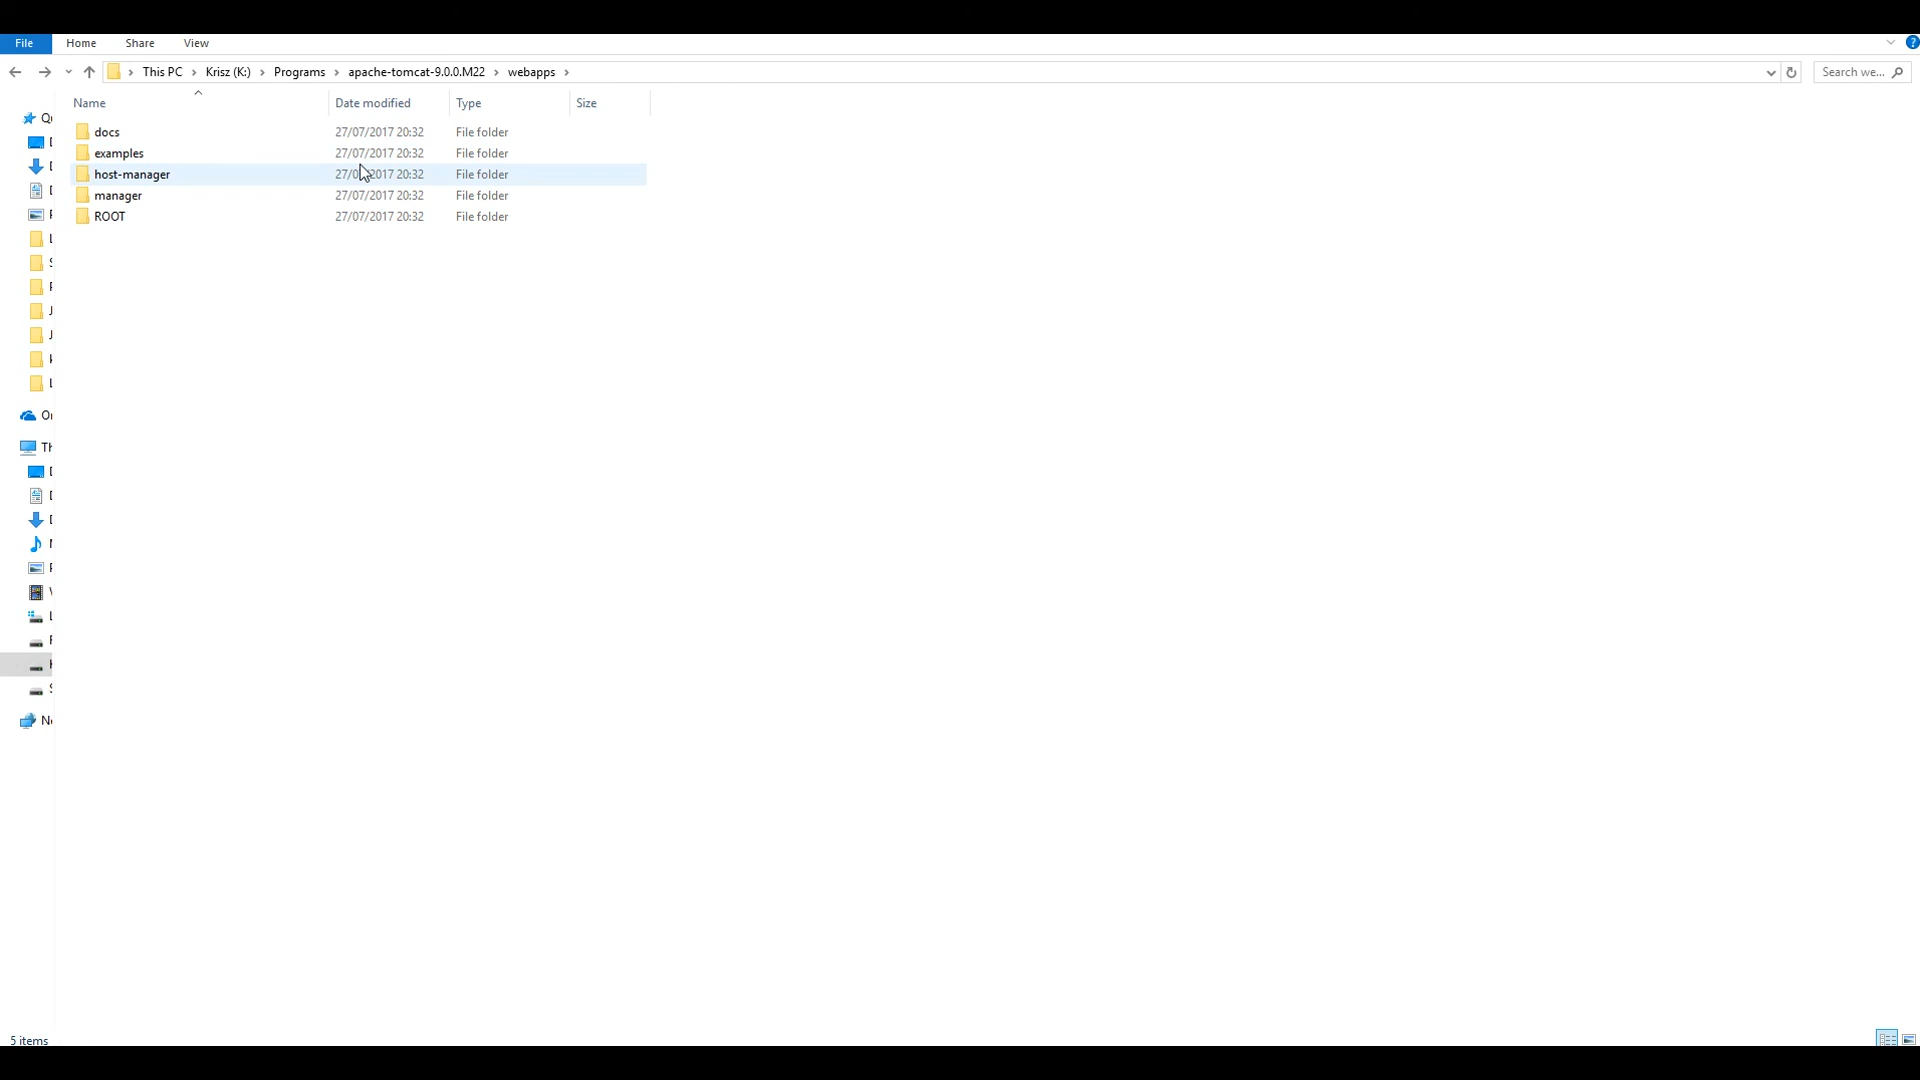 File Home Share View
This PC Krisz (K:) Programs apache-tomcat-9.0.0.M22 webapps Search we...
Name Date modified Type Size
docs 27/07/2017 20:32 File folder
examples 27/07/2017 20:32 File folder
host-manager 27/07/2017 20:32 File folder
manager 27/07/2017 20:32 File folder
ROOT 27/07/2017 20:32 File folder
5 items